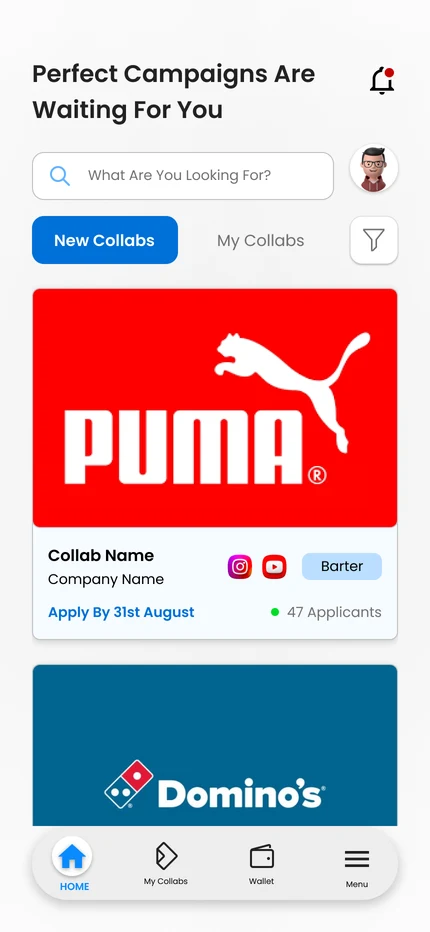 Perfect Campaigns Are
Waiting For You
What Are You Looking For?
New Collabs
My Collabs
PUMA®
Collab Name
Company Name
Barter
Apply By 31st August
47 Applicants
Domino's®
HOME
My Collabs
Wallet
Menu